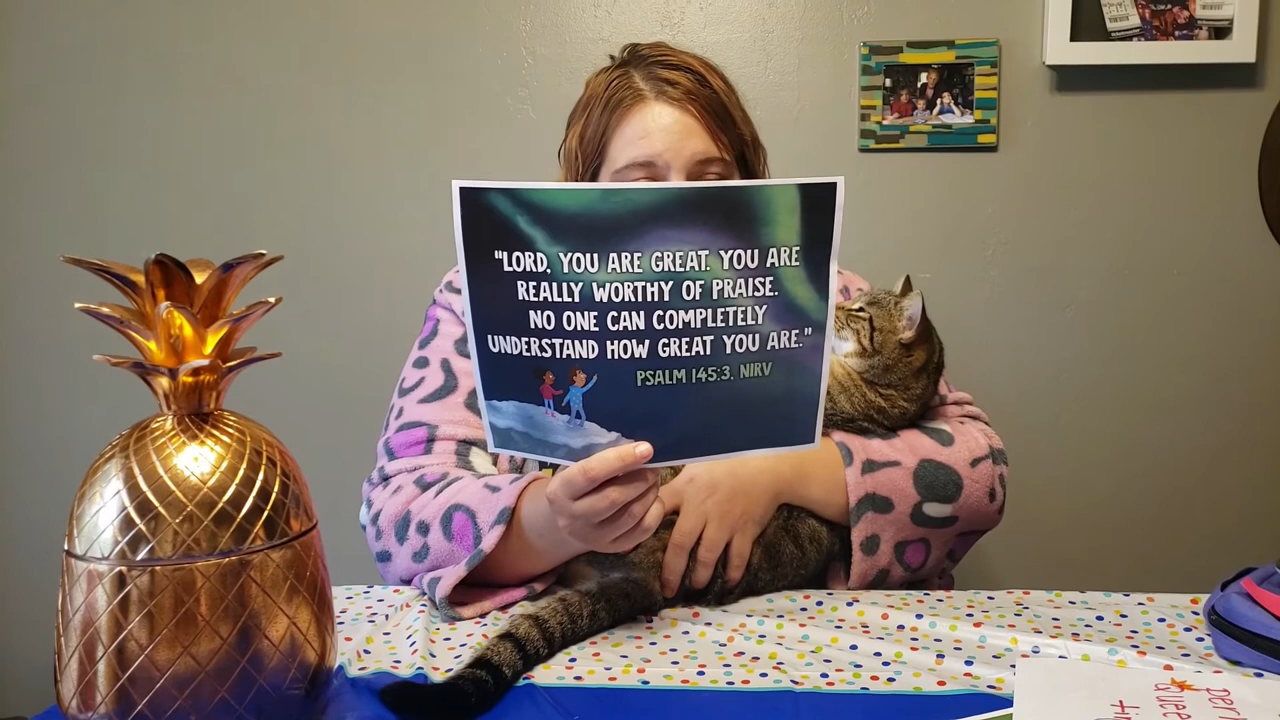 "LORD, YOU ARE GREAT. YOU ARE
REALLY WORTHY OF PRAISE.
NO ONE CAN COMPLETELY
UNDERSTAND HOW GREAT YOU ARE."
PSALM 145:3, NIRV